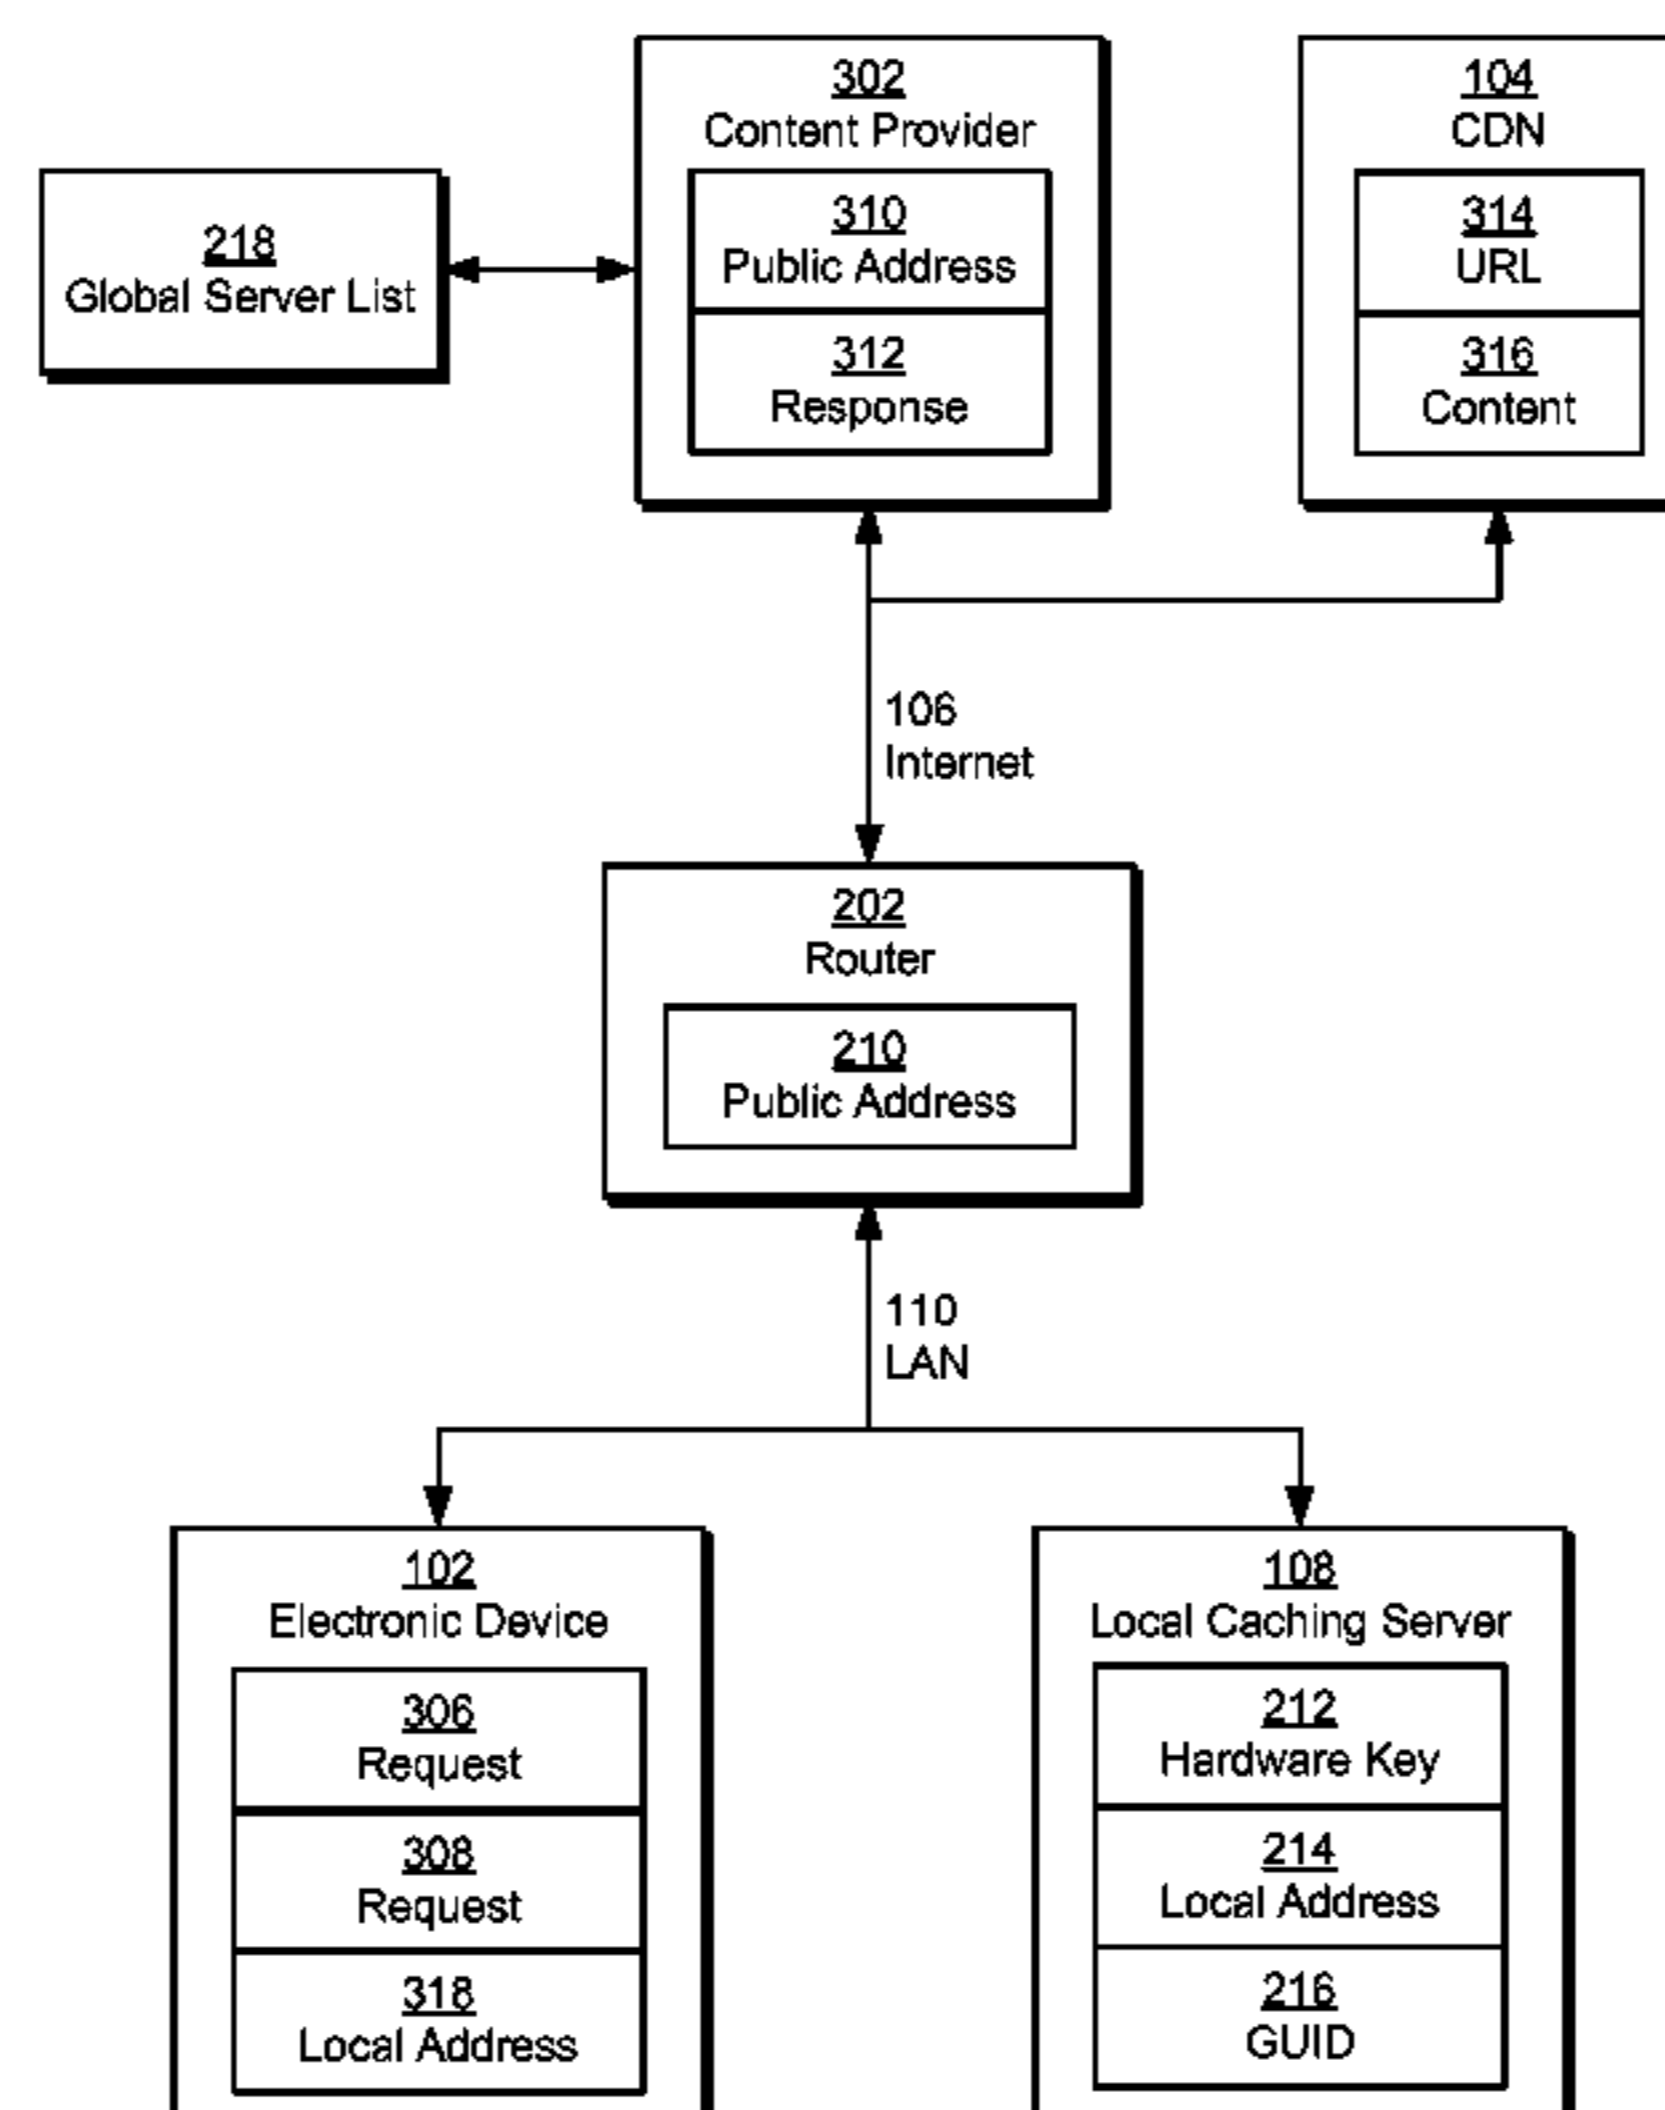 302
Content Provider
310
Public Address
312
Response
104
CDN
314
URL
316
Content
218
Global Server List
106
Internet
202
Router
210
Public Address
110
LAN
102
Electronic Device
306
Request
308
Request
318
Local Address
108
Local Caching Server
212
Hardware Key
214
Local Address
216
GUID